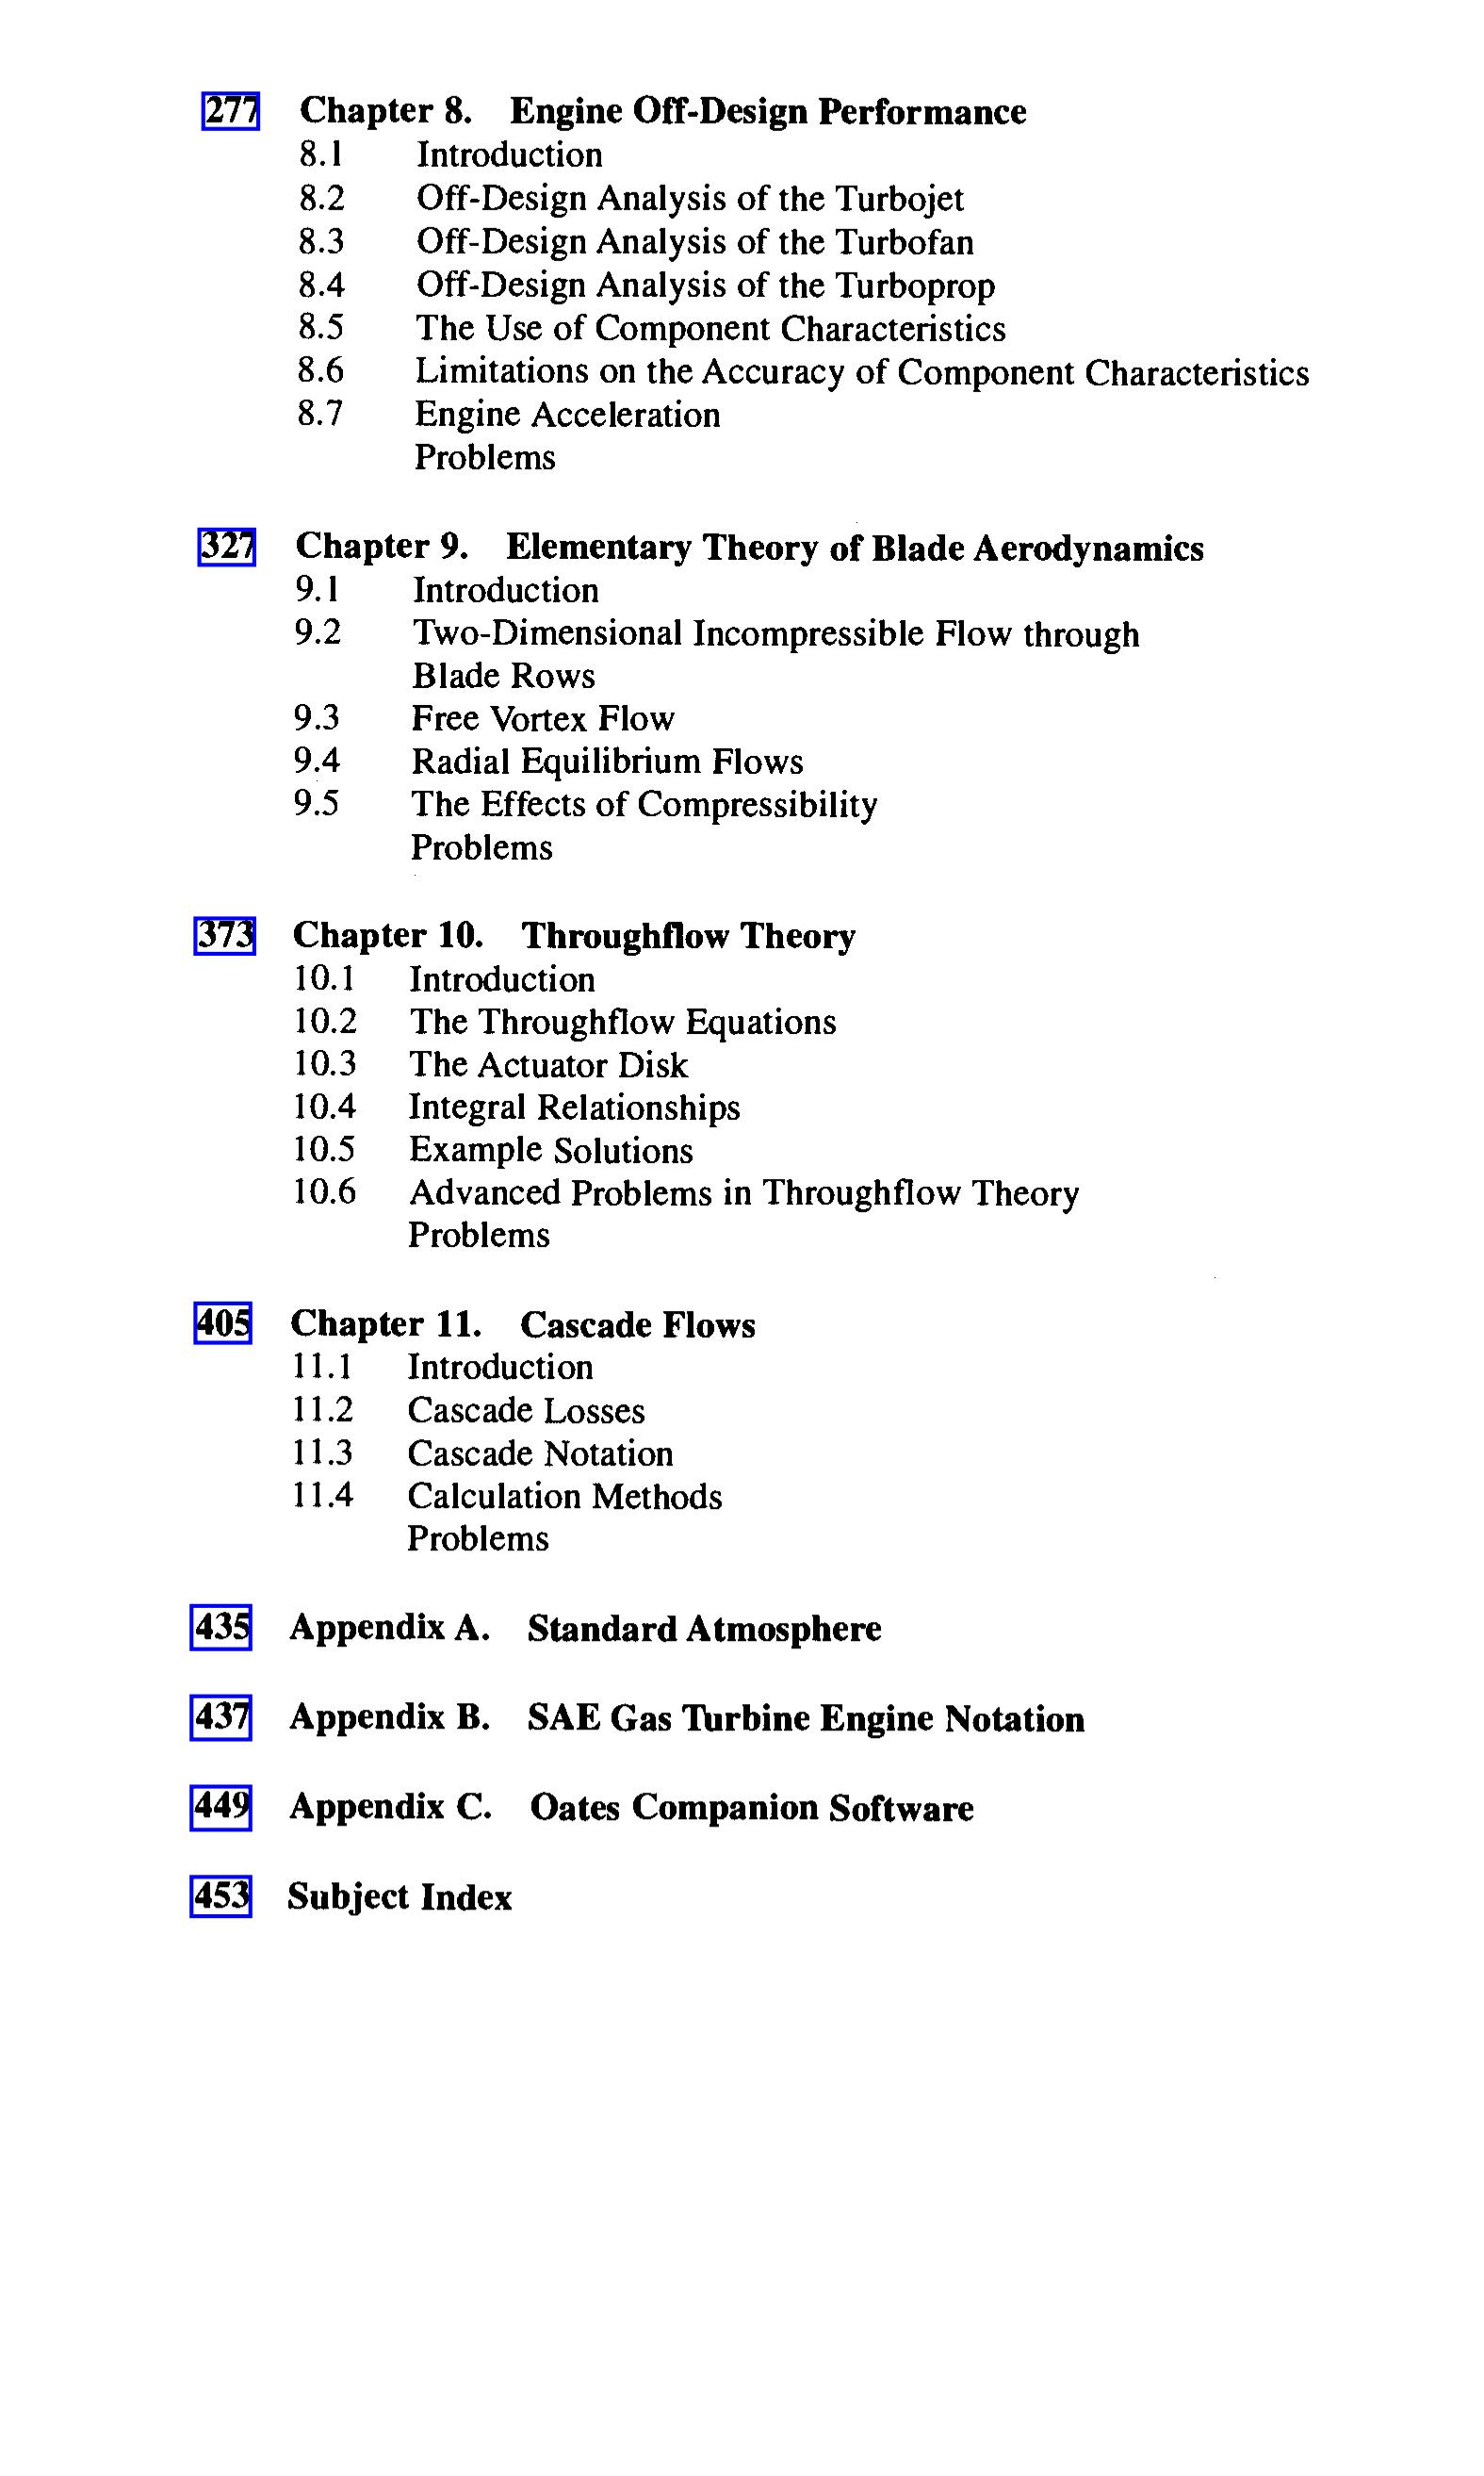 277 Chapter 8. Engine Off-Design Performance
8.1 Introduction
8.2 Off-Design Analysis of the Turbojet
8.3 Off-Design Analysis of the Turbofan
8.4 Off-Design Analysis of the Turboprop
8.5 The Use of Component Characteristics
8.6 Limitations on the Accuracy of Component Characteristics
8.7 Engine Acceleration
Problems
327 Chapter 9. Elementary Theory of Blade Aerodynamics
9.1 Introduction
9.2 Two-Dimensional Incompressible Flow through
Blade Rows
9.3 Free Vortex Flow
9.4 Radial Equilibrium Flows
9.5 The Effects of Compressibility
Problems
373 Chapter 10. Throughflow Theory
10.1 Introduction
10.2 The Throughflow Equations
10.3 The Actuator Disk
10.4 Integral Relationships
10.5 Example Solutions
10.6 Advanced Problems in Throughflow Theory
Problems
405 Chapter 11. Cascade Flows
11.1 Introduction
11.2 Cascade Losses
11.3 Cascade Notation
11.4 Calculation Methods
Problems
435 Appendix A. Standard Atmosphere
437 Appendix B. SAE Gas Turbine Engine Notation
449 Appendix C. Oates Companion Software
453 Subject Index